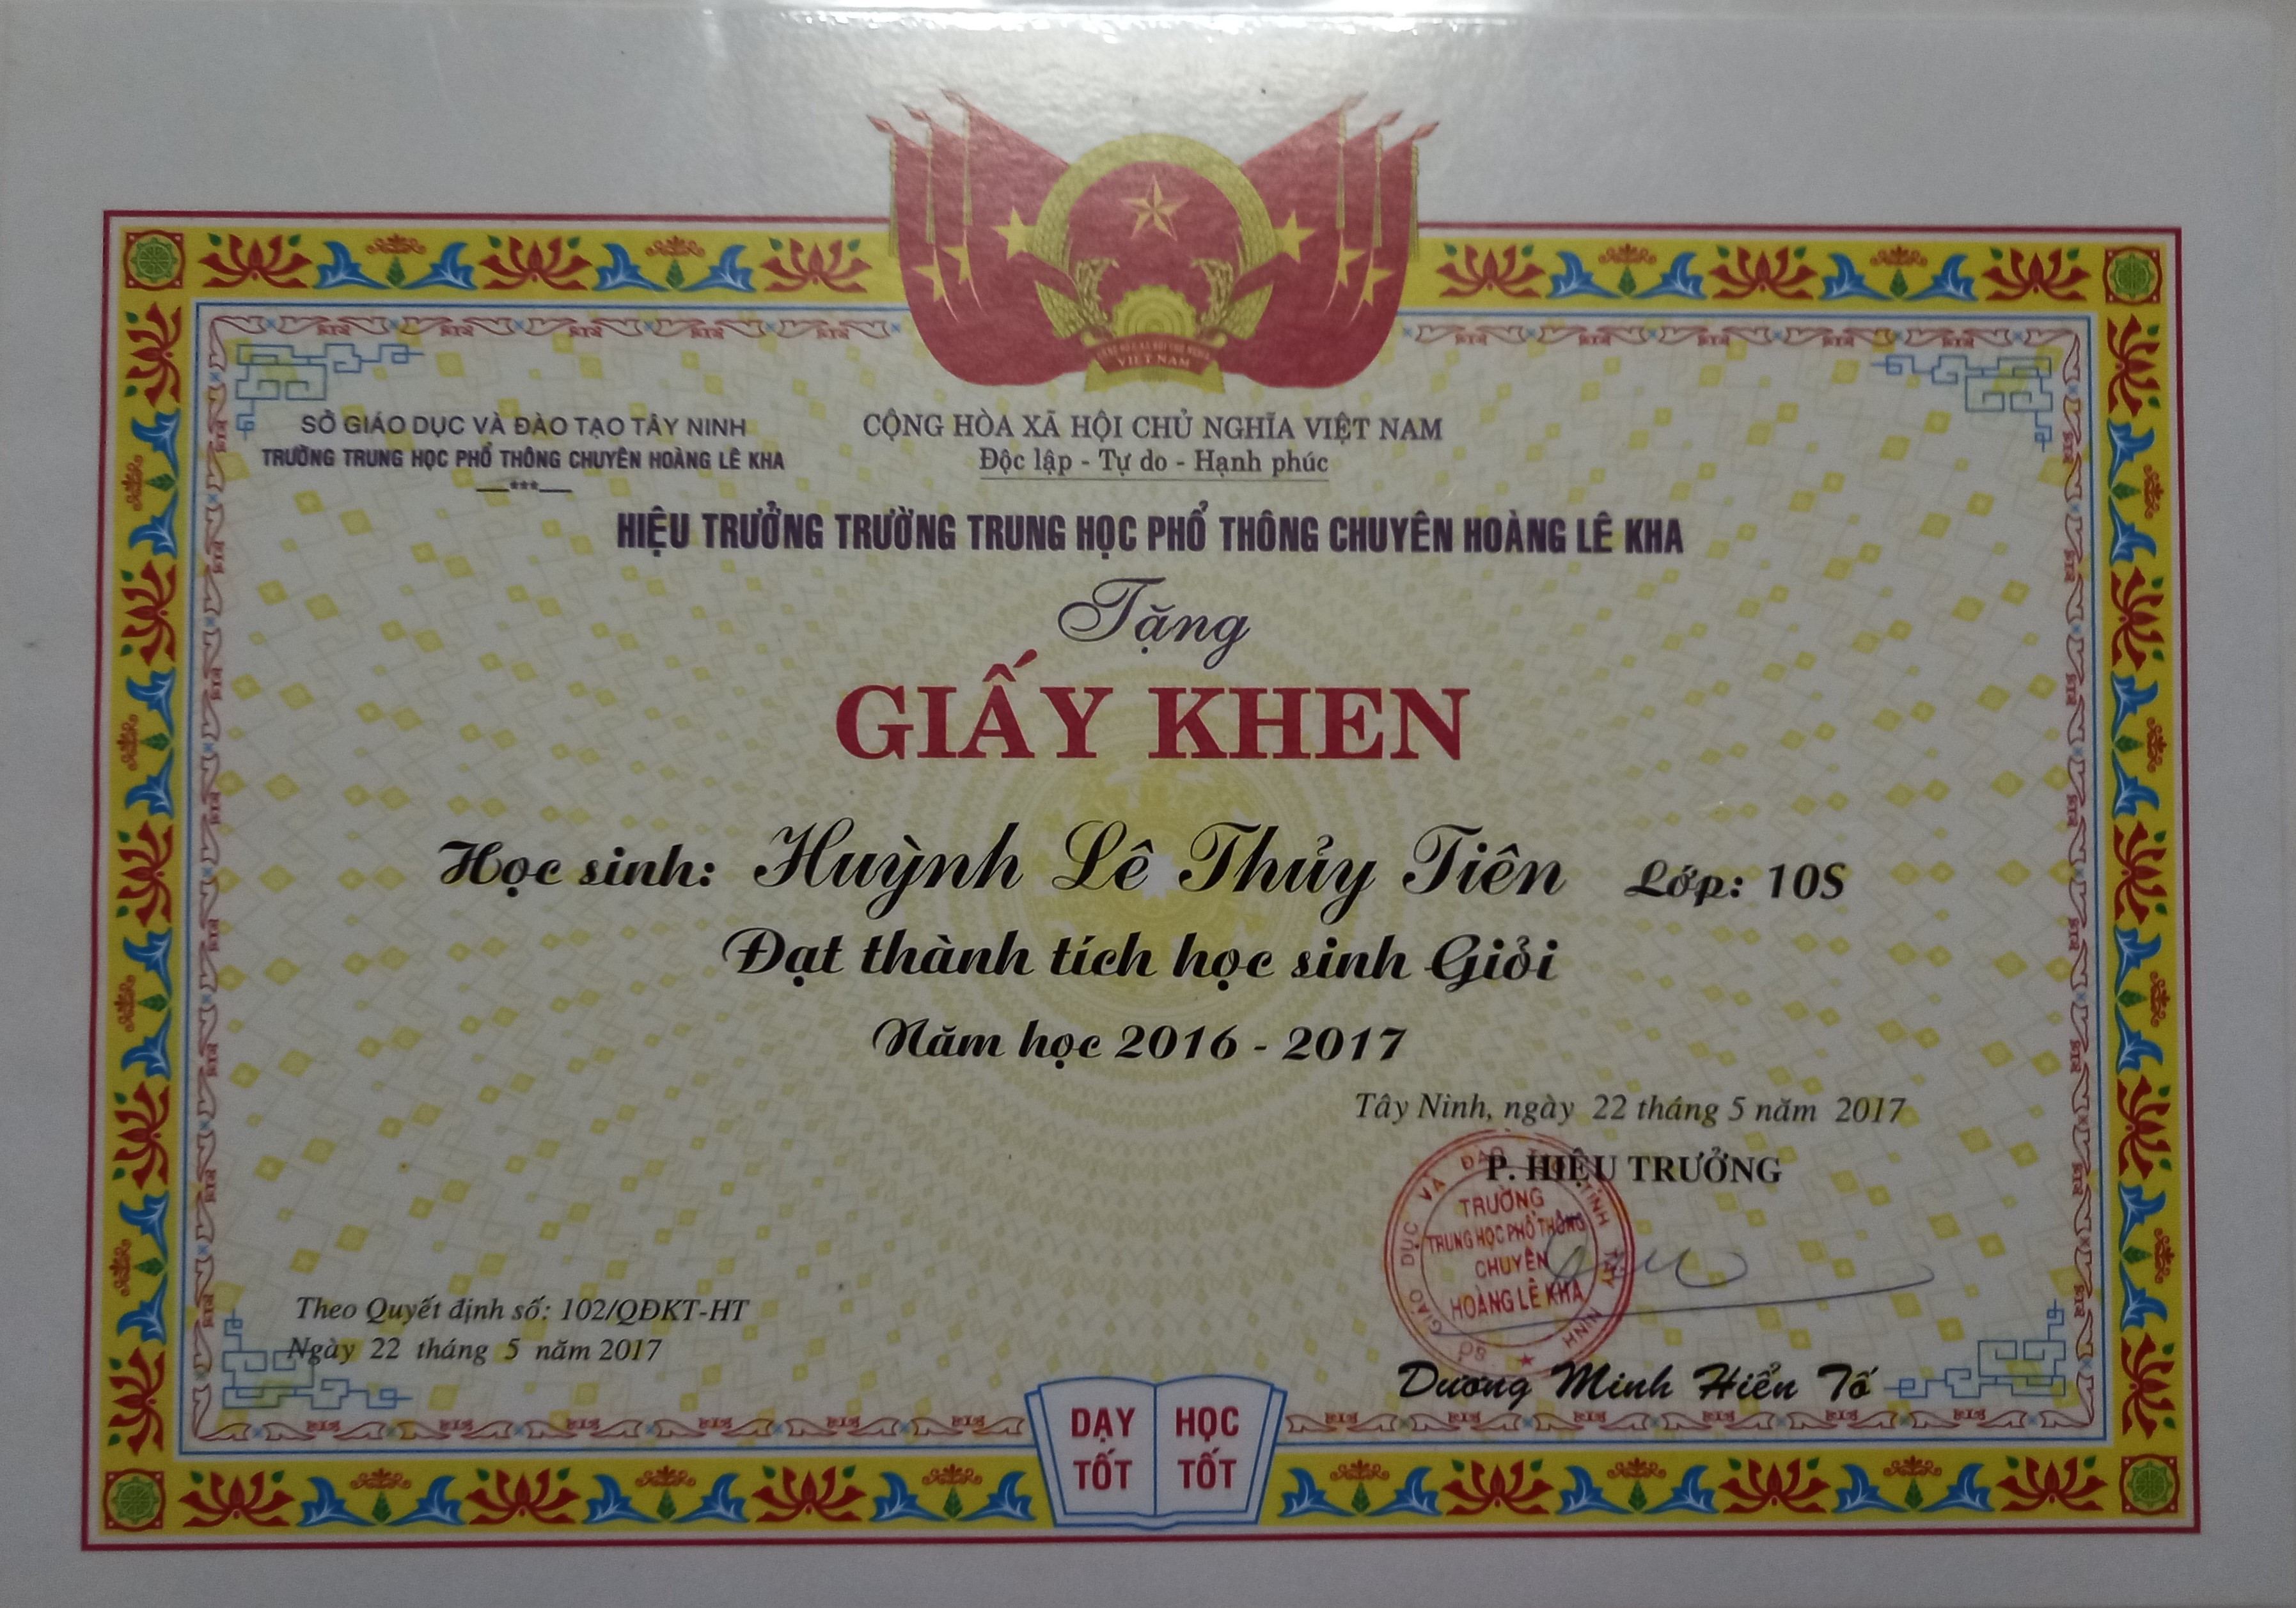 VIỆT NAM
SỞ GIÁO DỤC VÀ ĐÀO TẠO TÂY NINH
TRƯỜNG TRUNG HỌC PHỔ THÔNG CHUYÊN HOÀNG LÊ KHA
***
CỘNG HÒA XÃ HỘI CHỦ NGHĨA VIỆT NAM
Độc lập - Tự do - Hạnh phúc
HIỆU TRƯỞNG TRƯỜNG TRUNG HỌC PHỔ THÔNG CHUYÊN HOÀNG LÊ KHA
Tặng
GIẤY KHEN
Học sinh: Huỳnh Lê Thủy Tiên Lớp: 10S
Đạt thành tích học sinh Giỏi
Năm học 2016 - 2017
Tây Ninh, ngày 22 tháng 5 năm 2017
P. HIỆU TRƯỞNG
SỞ GIÁO DỤC VÀ ĐÀO TỈNH TÂY NINH
TRƯỜNG
TRUNG HỌC PHỔ THÔNG
CHUYÊN
HOÀNG LÊ KHA
Theo Quyết định số: 102/QĐKT-HT
Ngày 22 tháng 5 năm 2017
Dương Minh Hiển Tố
DẠY TỐT
HỌC TỐT